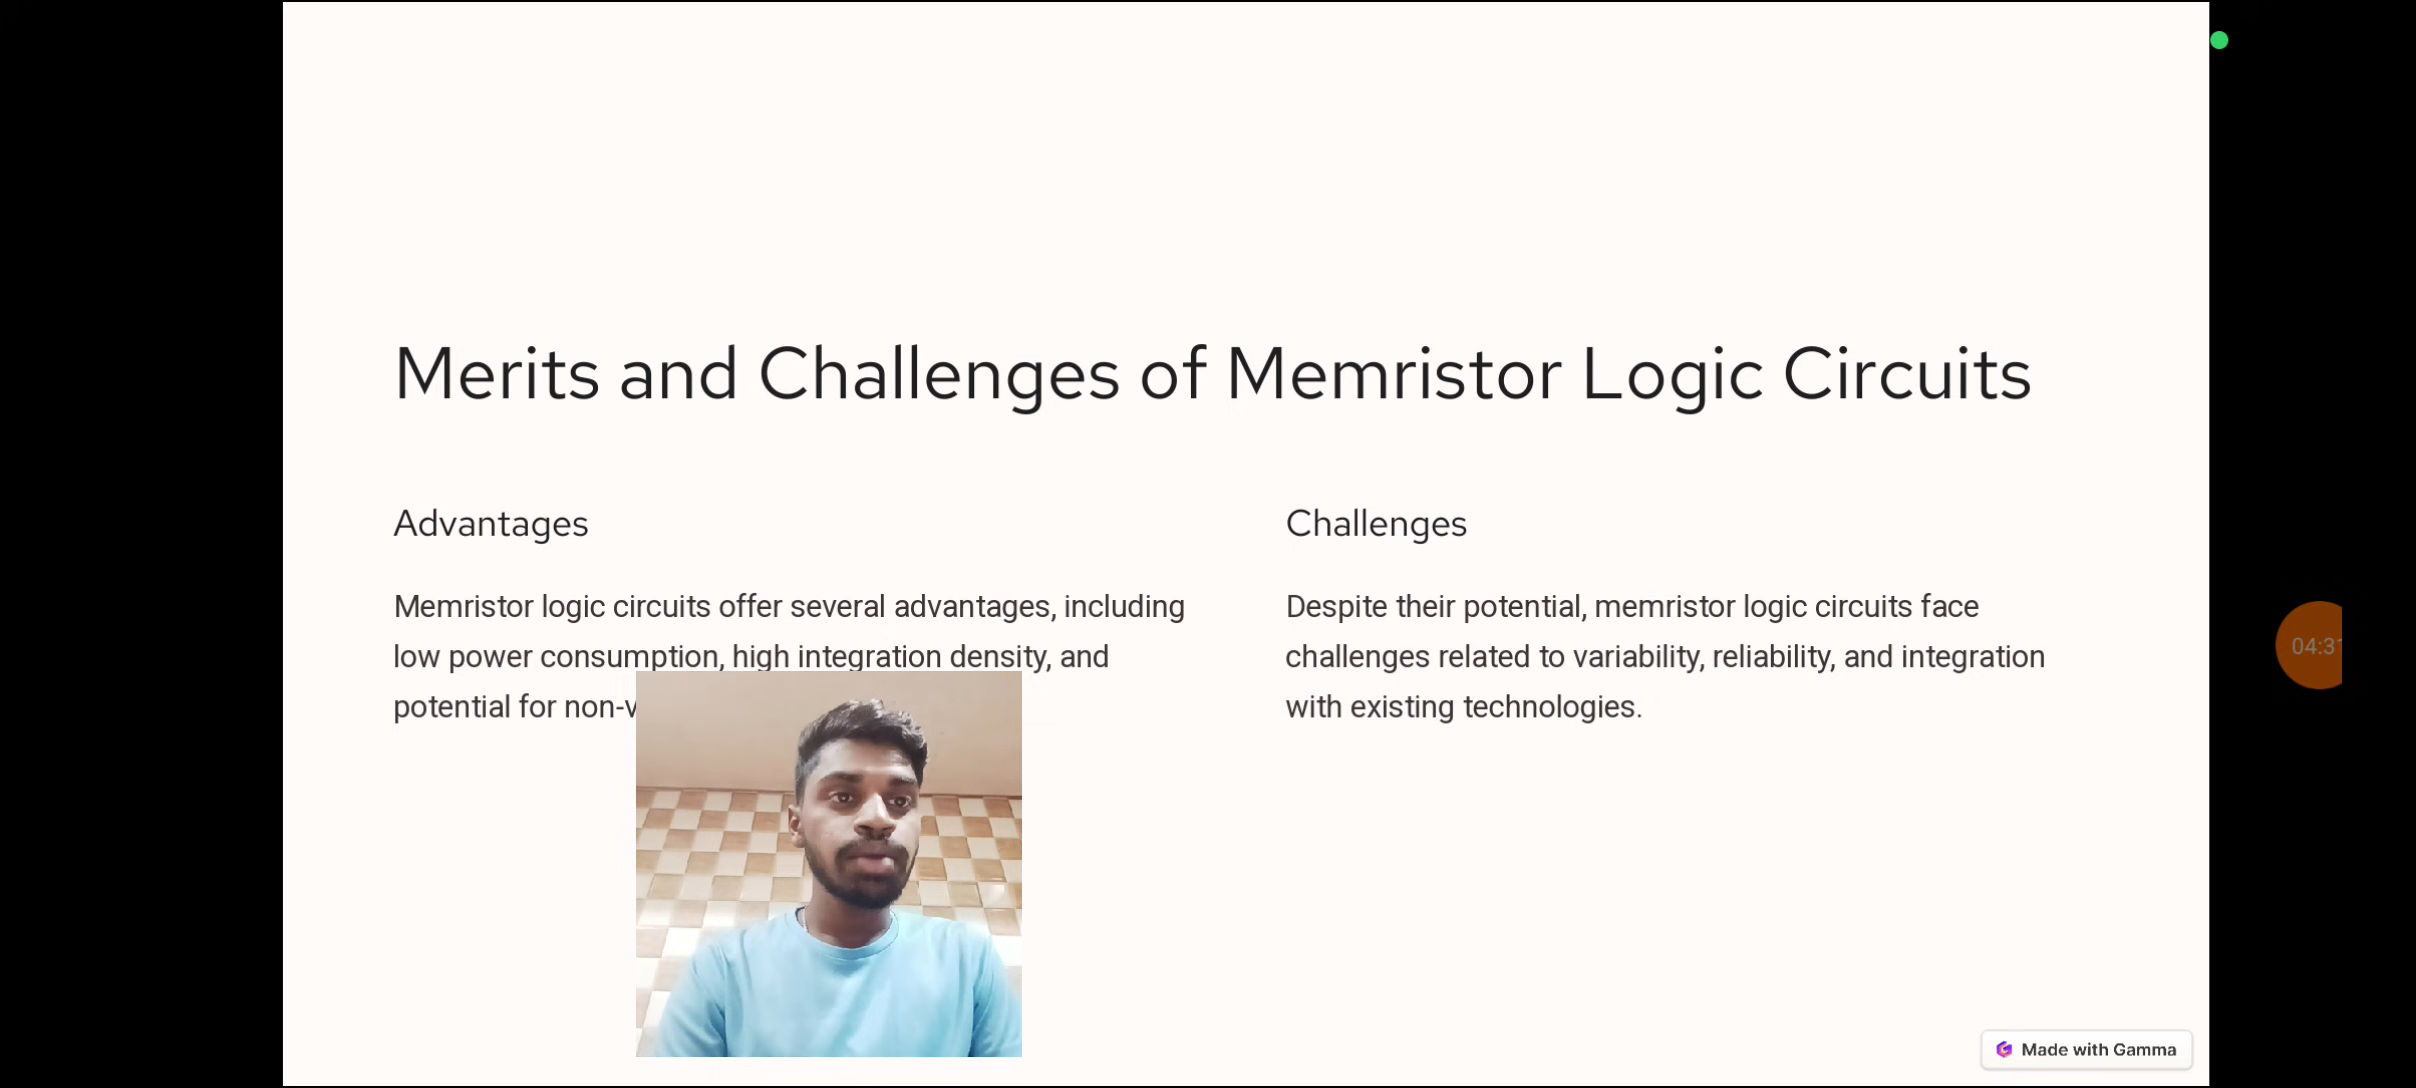 Merits and Challenges of Memristor Logic Circuits
Advantages
Memristor logic circuits offer several advantages, including
low power consumption, high integration density, and
potential for
Challenges
Despite their potential, memristor logic circuits face
challenges related to variability, reliability, and integration
with existing technologies.
Made with Gamma